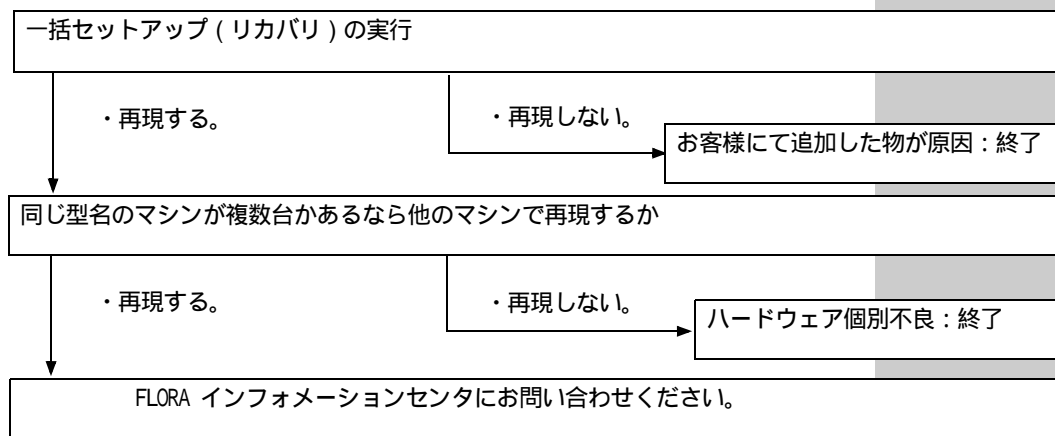 一括セットアップ（リカバリ）の実行
・再現する。
・再現しない。
お客様にて追加した物が原因：終了
同じ型名のマシンが複数台かあるなら他のマシンで再現するか
・再現する。
・再現しない。
ハードウェア個別不良：終了
FLORA インフォメーションセンタにお問い合わせください。